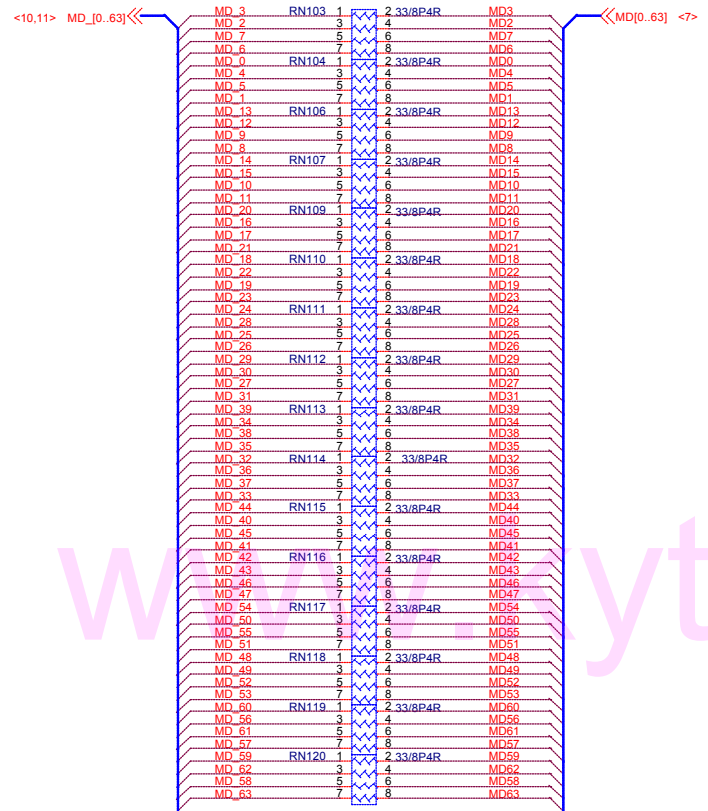 <10,11> MD_[0..63] MD[0..63] <7>
MD_3 RN103 1 2 33/8P4R MD3
MD_2 3 4 MD2
MD_7 5 6 MD7
MD_6 7 8 MD6
MD_0 RN104 1 2 33/8P4R MD0
MD_4 3 4 MD4
MD_5 5 6 MD5
MD_1 7 8 MD1
MD_13 RN106 1 2 33/8P4R MD13
MD_12 3 4 MD12
MD_9 5 6 MD9
MD_8 7 8 MD8
MD_14 RN107 1 2 33/8P4R MD14
MD_15 3 4 MD15
MD_10 5 6 MD10
MD_11 7 8 MD11
MD_20 RN109 1 2 33/8P4R MD20
MD_16 3 4 MD16
MD_17 5 6 MD17
MD_21 7 8 MD21
MD_18 RN110 1 2 33/8P4R MD18
MD_22 3 4 MD22
MD_19 5 6 MD19
MD_23 7 8 MD23
MD_24 RN111 1 2 33/8P4R MD24
MD_28 3 4 MD28
MD_25 5 6 MD25
MD_26 7 8 MD26
MD_29 RN112 1 2 33/8P4R MD29
MD_30 3 4 MD30
MD_27 5 6 MD27
MD_31 7 8 MD31
MD_39 RN113 1 2 33/8P4R MD39
MD_34 3 4 MD34
MD_38 5 6 MD38
MD_35 7 8 MD35
MD_32 RN114 1 2 33/8P4R MD32
MD_36 3 4 MD36
MD_37 5 6 MD37
MD_33 7 8 MD33
MD_44 RN115 1 2 33/8P4R MD44
MD_40 3 4 MD40
MD_45 5 6 MD45
MD_41 7 8 MD41
MD_42 RN116 1 2 33/8P4R MD42
MD_43 3 4 MD43
MD_46 5 6 MD46
MD_47 7 8 MD47
www.kyt
MD_54 RN117 1 2 33/8P4R MD54
MD_50 3 4 MD50
MD_55 5 6 MD55
MD_51 7 8 MD51
MD_48 RN118 1 2 33/8P4R MD48
MD_49 3 4 MD49
MD_52 5 6 MD52
MD_53 7 8 MD53
MD_60 RN119 1 2 33/8P4R MD60
MD_56 3 4 MD56
MD_61 5 6 MD61
MD_57 7 8 MD57
MD_59 RN120 1 2 33/8P4R MD59
MD_62 3 4 MD62
MD_58 5 6 MD58
MD_63 7 8 MD63